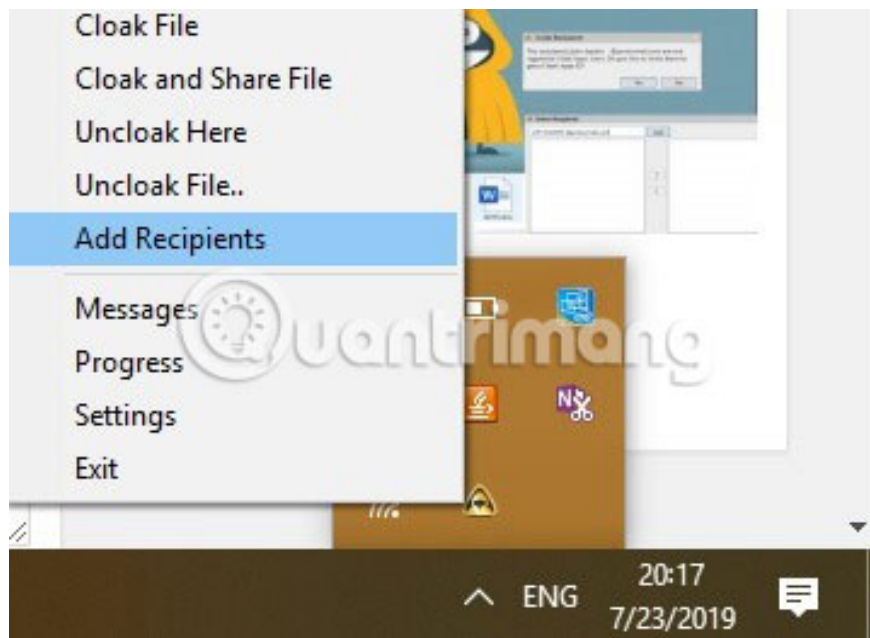 Cloak File
Cloak and Share File
Uncloak Here
Uncloak File..
Add Recipients
Messages
Progress
Settings
Exit
Quantrimang
N
W
ENG
20:17
7/23/2019